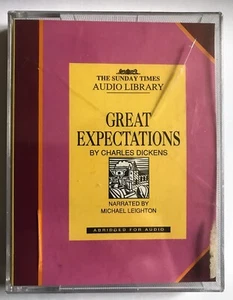 THE SUNDAY TIMES
AUDIO LIBRARY
GREAT
EXPECTATIONS
BY CHARLES DICKENS
NARRATED BY
MICHAEL LEIGHTON
ABRIDGED FOR AUDIO